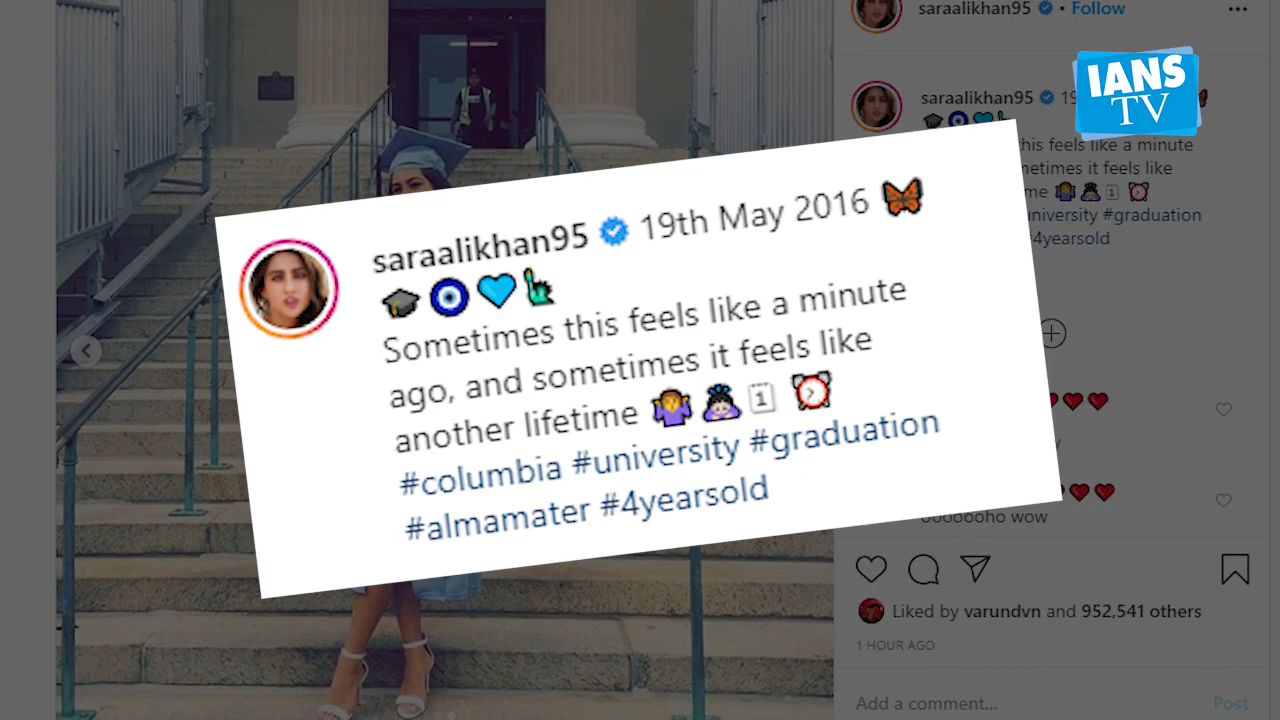 saraalikhan95 • Follow
IANS
TV
saraalikhan95 19
this feels like a minute
metimes it feels like
me
university #graduation
#4yearsold
saraalikhan95 19th May 2016 🦋
🎓🧿💙🗽
Sometimes this feels like a minute
ago, and sometimes it feels like
another lifetime 🤷‍♀️🙇🏻‍♀️🗓⏰
#columbia #university #graduation
#almamater #4yearsold
ooooooho wow
Liked by varundvn and 952,541 others
1 HOUR AGO
Add a comment... Post